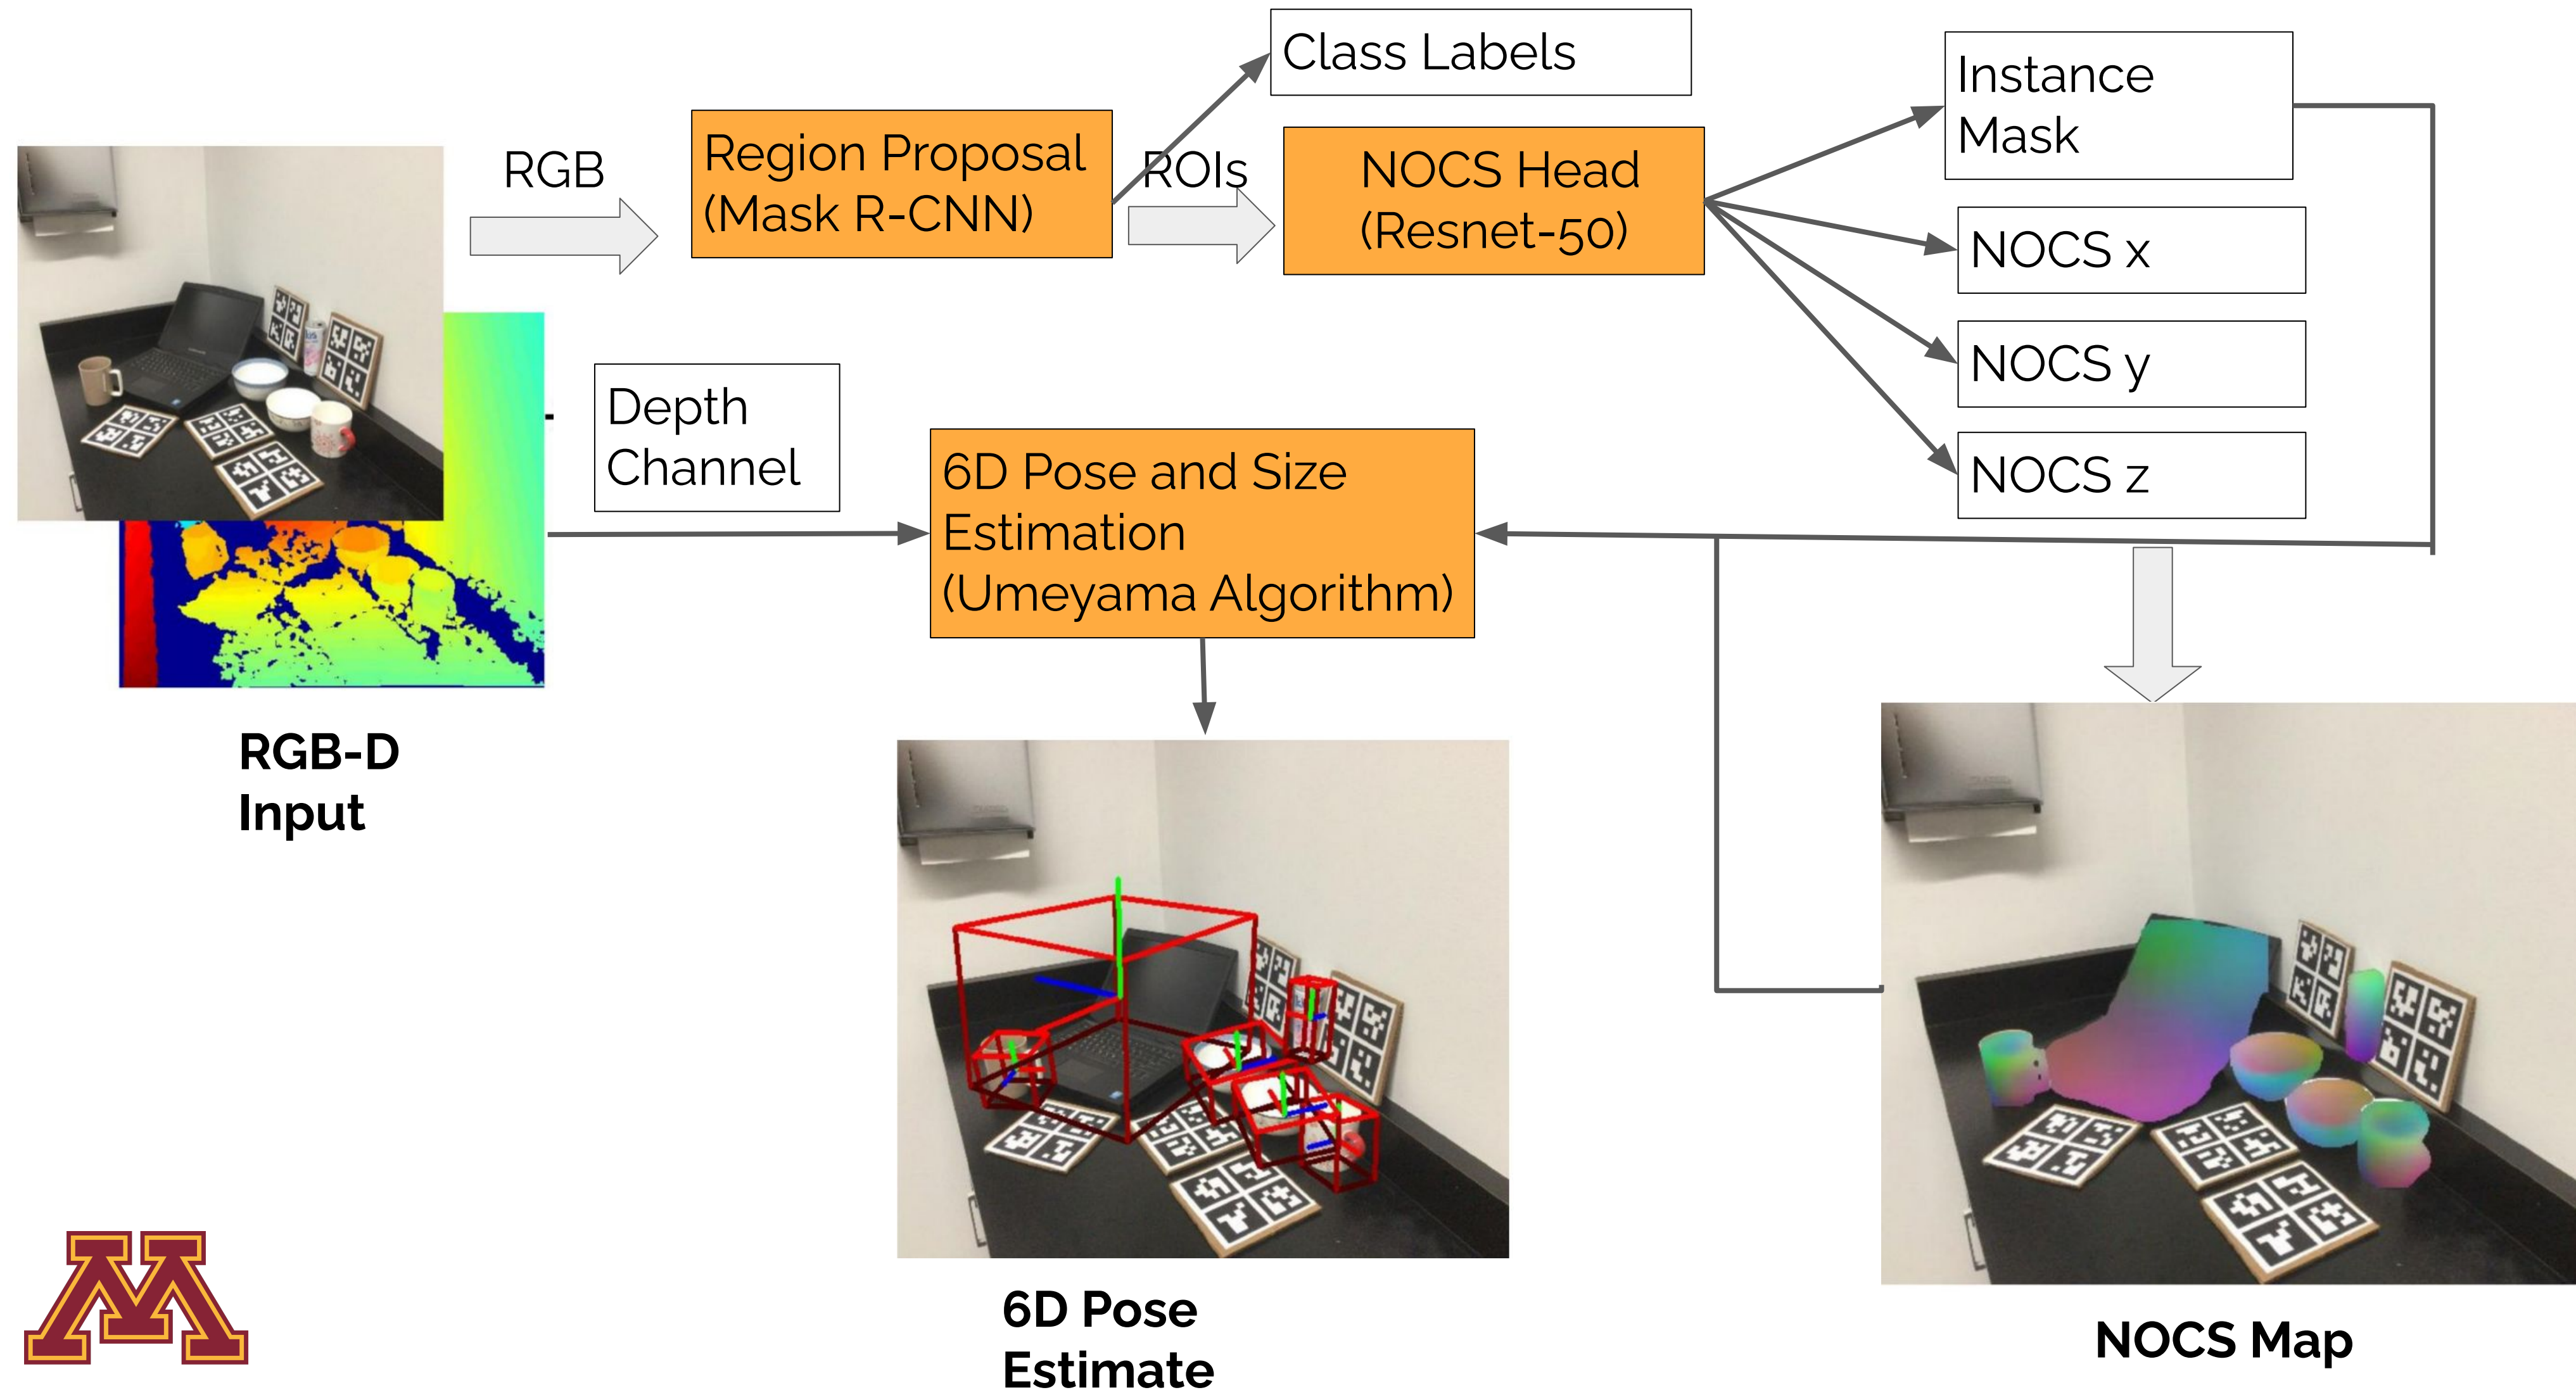 Class Labels
Instance
Mask
RGB
Region Proposal
(Mask R-CNN)
ROIs
NOCS Head
(Resnet-50)
NOCS x
NOCS y
NOCS z
Depth
Channel
6D Pose and Size
Estimation
(Umeyama Algorithm)
RGB-D
Input
6D Pose
Estimate
NOCS Map
M